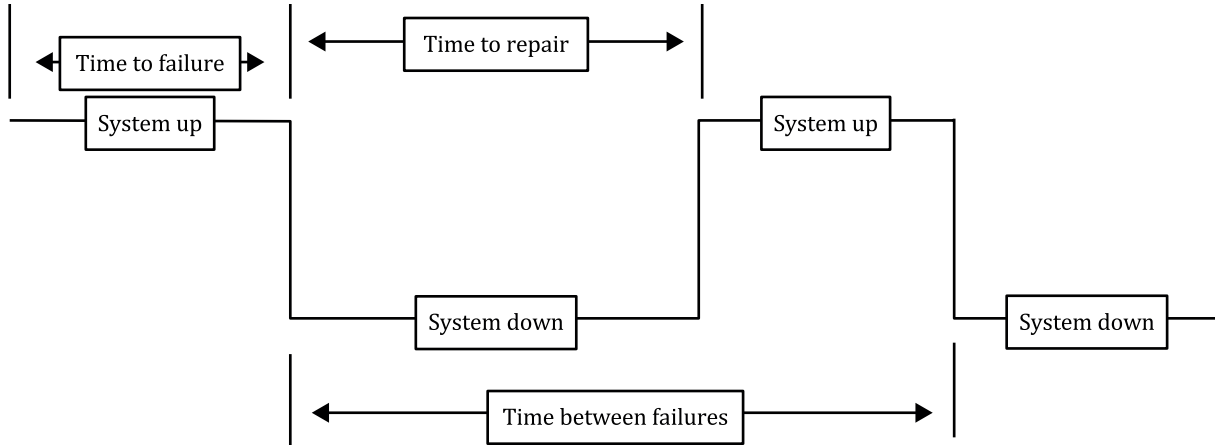 Time to failure
Time to repair
System up
System up
System down
System down
Time between failures